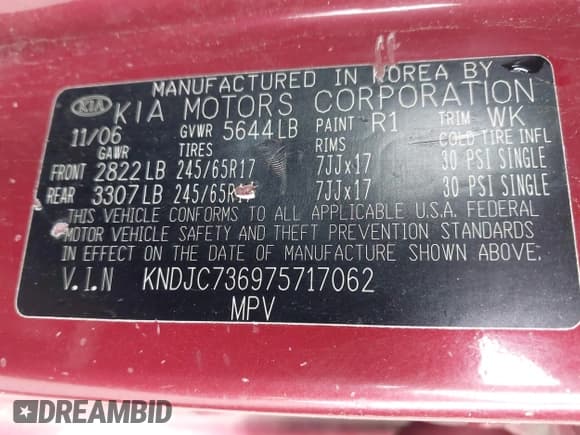 MANUFACTURED IN KOREA BY
KIA KIA MOTORS CORPORATION
11/06 GVWR 5644LB PAINT R1 TRIM WK
GAWR TIRES RIMS COLD TIRE INFL
FRONT 2822LB 245/65R17 7JJx17 30 PSI SINGLE
REAR 3307LB 245/65R 7JJx17 30 PSI SINGLE
THIS VEHICLE CONFORMS TO ALL APPLICABLE U.S.A. FEDERAL
MOTOR VEHICLE SAFETY AND THEFT PREVENTION STANDARDS
IN EFFECT ON THE DATE OF MANUFACTURE SHOWN ABOVE.
V.I.N KNDJC736975717062
MPV
DREAMBID